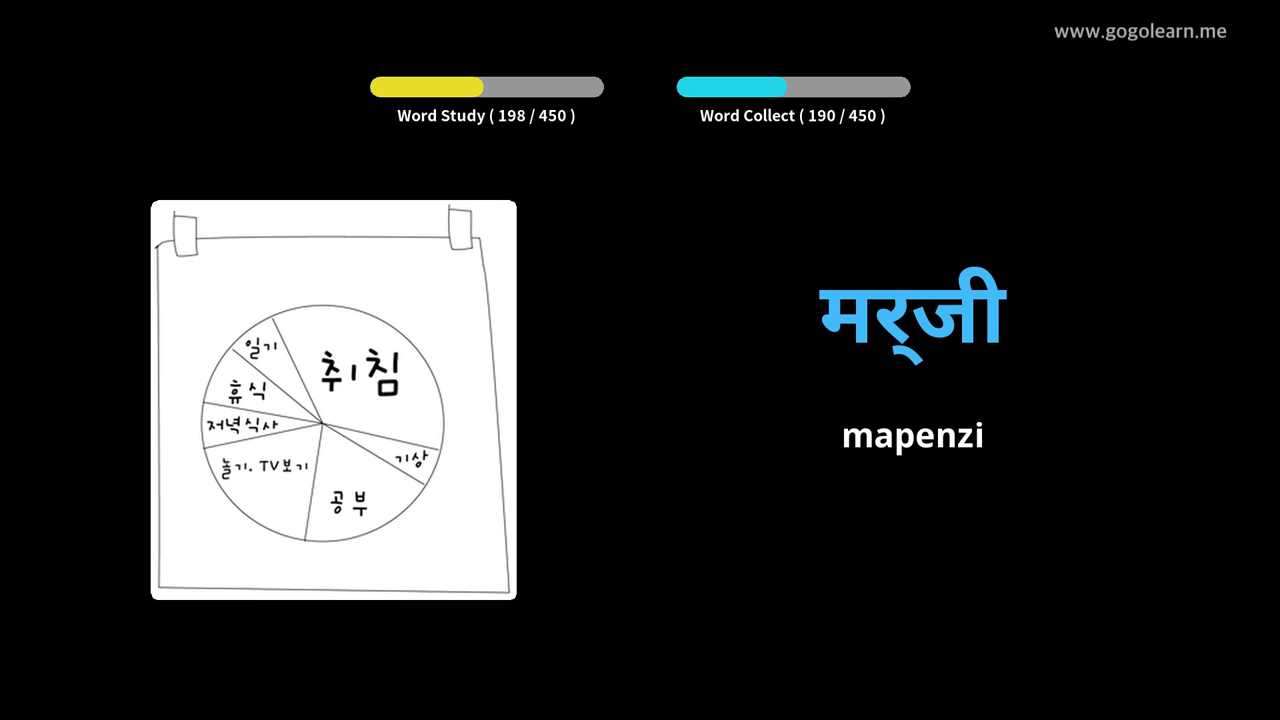 www.gogolearn.me
Word Study ( 198 / 450 )
Word Collect ( 190 / 450 )
일기
취침
휴식
저녁식사
놀기. TV보기
기상
공부
मर्‌जी
mapenzi